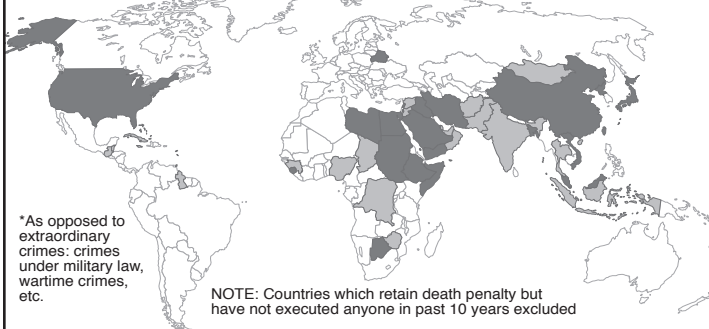 *As opposed to
extraordinary
crimes: crimes
under military law,
wartime crimes,
etc.
NOTE: Countries which retain death penalty but
have not executed anyone in past 10 years excluded